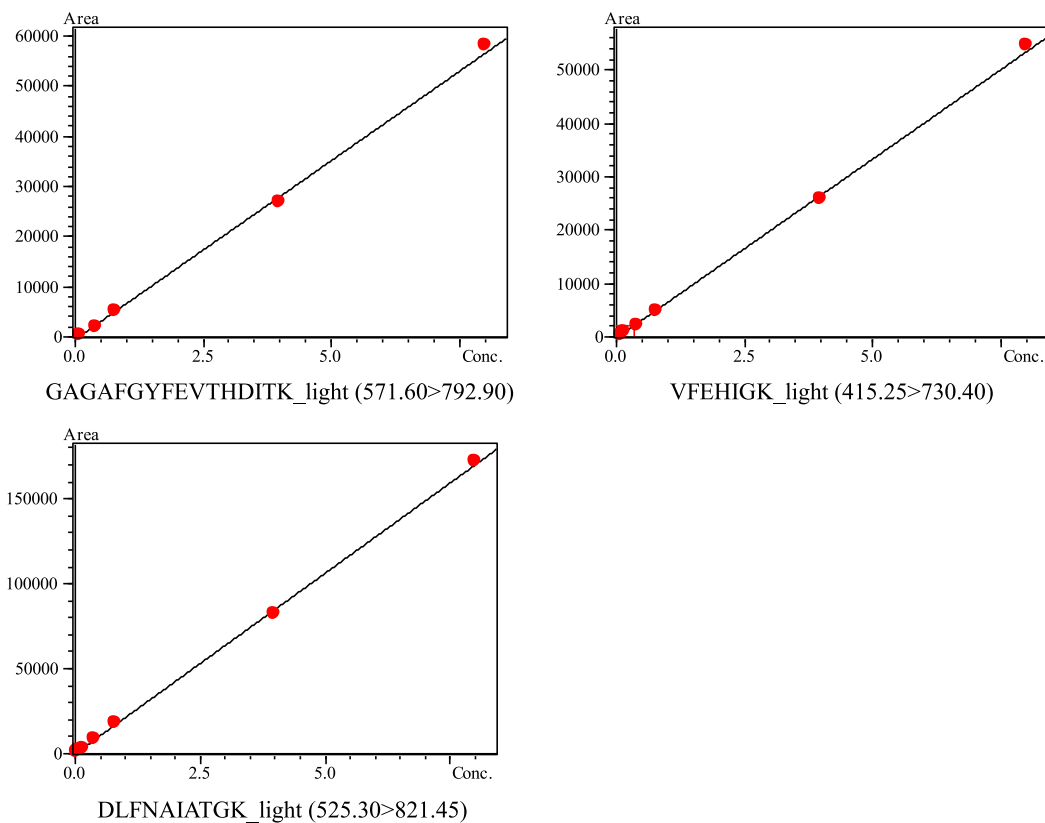 Area
60000
50000
40000
30000
20000
10000
0
0.0 2.5 5.0 Conc.
GAGAFGYFEVTHDITK_light (571.60>792.90)
Area
50000
40000
30000
20000
10000
0
0.0 2.5 5.0 Conc.
VFEHIGK_light (415.25>730.40)
Area
150000
100000
50000
0
0.0 2.5 5.0 Conc.
DLFNAIATGK_light (525.30>821.45)